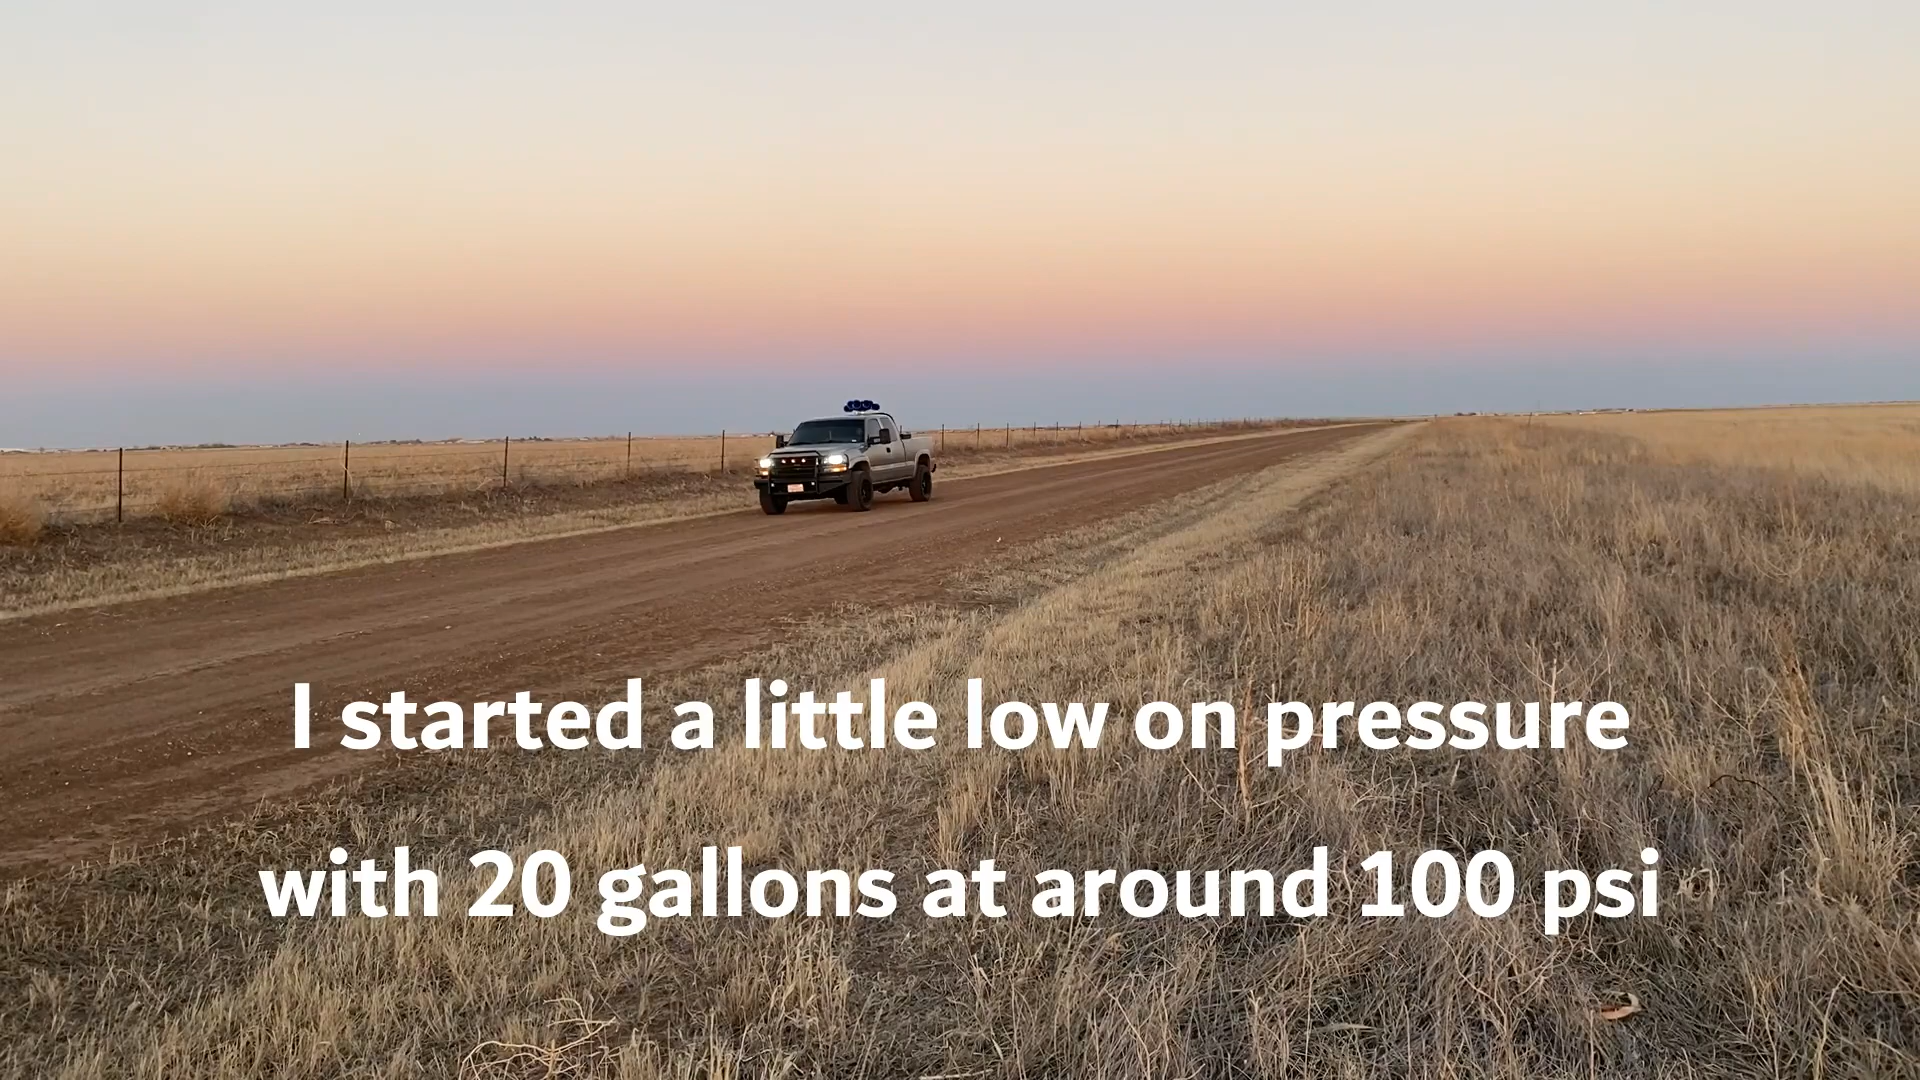 I started a little low on pressure
with 20 gallons at around 100 psi